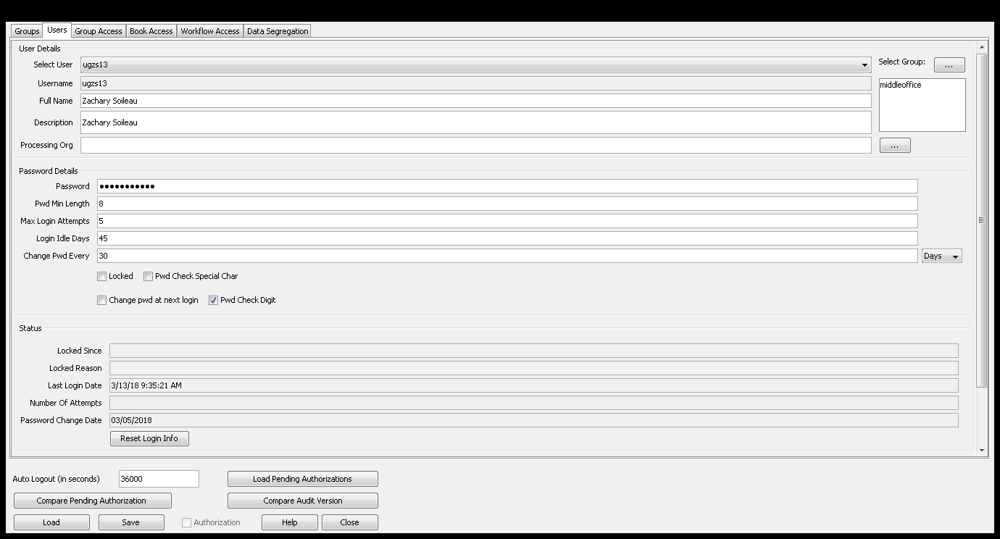 Groups Users Group Access Book Access Workflow Access Data Segregation
User Details
Select User ugzs13 Select Group: ...
Username ugzs13 middleoffice
Full Name Zachary Soileau
Description Zachary Soileau
Processing Org ...
Password Details
Password ●●●●●●●●●●●
Pwd Min Length 8
Max Login Attempts 5
Login Idle Days 45
Change Pwd Every 30 Days
Locked Pwd Check Special Char
Change pwd at next login Pwd Check Digit
Status
Locked Since
Locked Reason
Last Login Date 3/13/18 9:35:21 AM
Number Of Attempts
Password Change Date 03/05/2018
Reset Login Info
Auto Logout (in seconds) 36000 Load Pending Authorizations
Compare Pending Authorization Compare Audit Version
Load Save Authorization Help Close